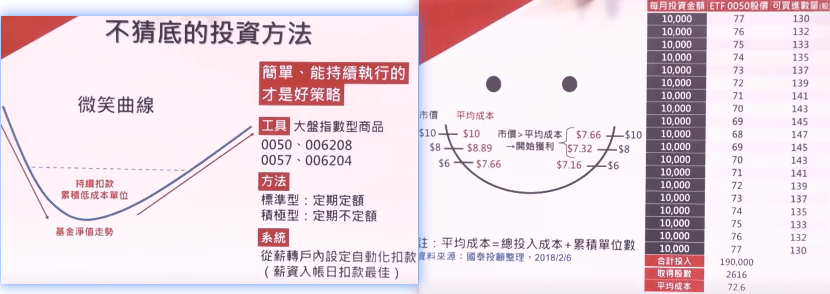 不猜底的投資方法
微笑曲線
持續扣款
累積低成本單位
基金淨值走勢
簡單、能持續執行的
才是好策略
工具 大盤指數型商品
0050、006208
0057、006204
方法
標準型：定期定額
積極型：定期不定額
系統
從薪轉戶內設定自動化扣款
（薪資入帳日扣款最佳）
市價 平均成本
$10 $10 市價>平均成本 $7.66 $10
$8 $8.89 →開始獲利 $7.32 $8
$6 $7.66 $7.16 $6
註：平均成本=總投入成本÷累積單位數
資料來源：國泰投顧整理，2018/2/6
每月投資金額 ETF 0050股價 可買進數量(股)
10,000 77 130
10,000 76 132
10,000 75 133
10,000 74 135
10,000 73 137
10,000 72 139
10,000 71 141
10,000 70 143
10,000 69 145
10,000 68 147
10,000 69 145
10,000 70 143
10,000 71 141
10,000 72 139
10,000 73 137
10,000 74 135
10,000 75 133
10,000 76 132
10,000 77 130
合計投入 190,000
取得股數 2616
平均成本 72.6